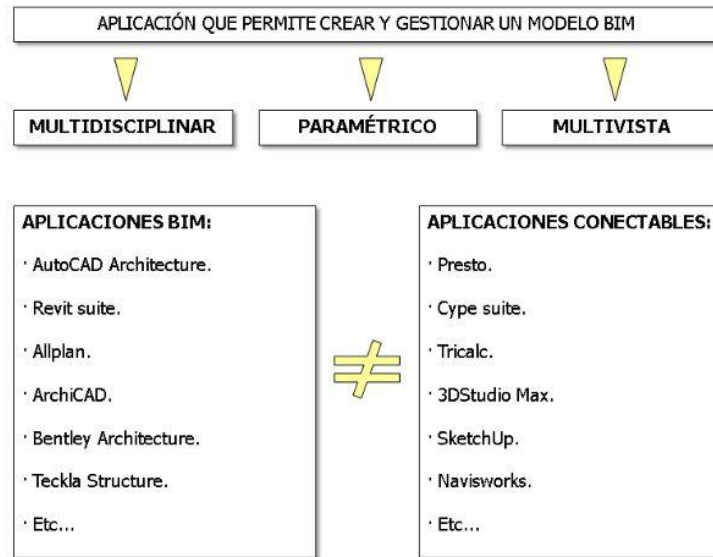 APLICACIÓN QUE PERMITE CREAR Y GESTIONAR UN MODELO BIM
MULTIDISCIPLINAR
PARAMÉTRICO
MULTIVISTA
APLICACIONES BIM:
· AutoCAD Architecture.
· Revit suite.
· Allplan.
· ArchiCAD.
· Bentley Architecture.
· Teckla Structure.
· Etc...
≠
APLICACIONES CONECTABLES:
· Presto.
· Cype suite.
· Tricalc.
· 3DStudio Max.
· SketchUp.
· Navisworks.
· Etc...